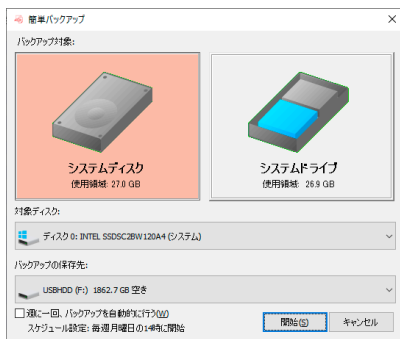 簡単バックアップ
バックアップ対象:
システムディスク
使用領域: 27.0 GB
システムドライブ
使用領域: 26.9 GB
対象ディスク:
ディスク 0: INTEL SSDSC2BW120A4 (システム)
バックアップの保存先:
USBHDD (F:) 1862.7 GB 空き
週に一回、バックアップを自動的に行う(W)
スケジュール設定: 毎週月曜日の14時に開始
開始(S)
キャンセル